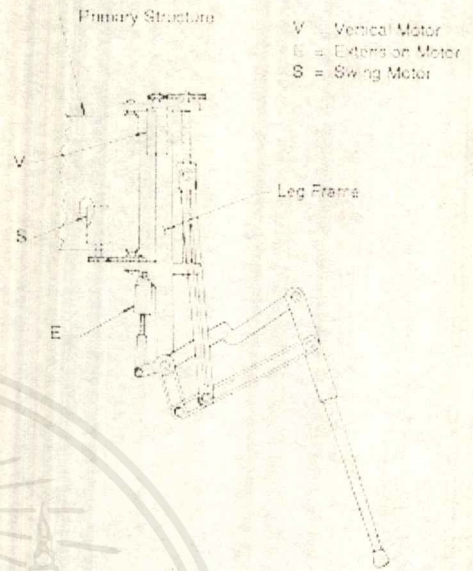 Primary Structure
V = Vertical Motor
E = Extension Motor
S = Swing Motor
V
Leg Frame
S
E